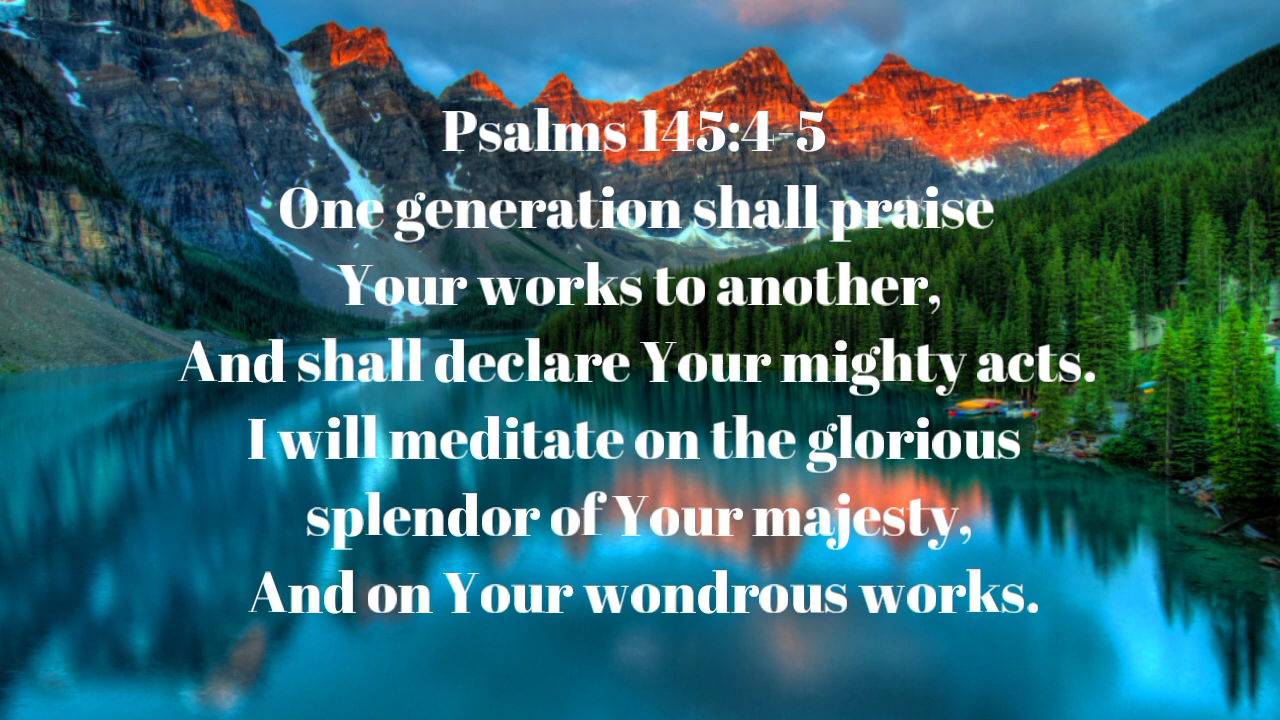 Psalms 145:4-5
One generation shall praise
Your works to another,
And shall declare Your mighty acts.
I will meditate on the glorious
splendor of Your majesty,
And on Your wondrous works.